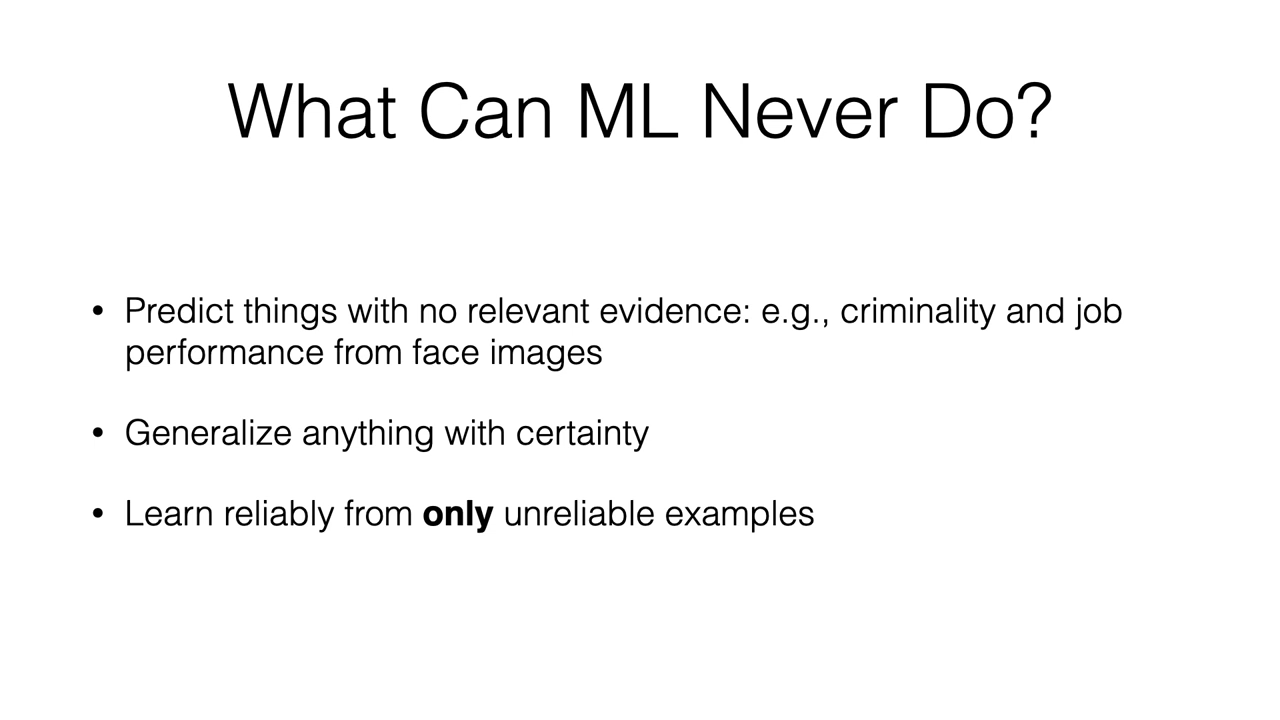 What Can ML Never Do?
• Predict things with no relevant evidence: e.g., criminality and job
performance from face images
• Generalize anything with certainty
• Learn reliably from only unreliable examples